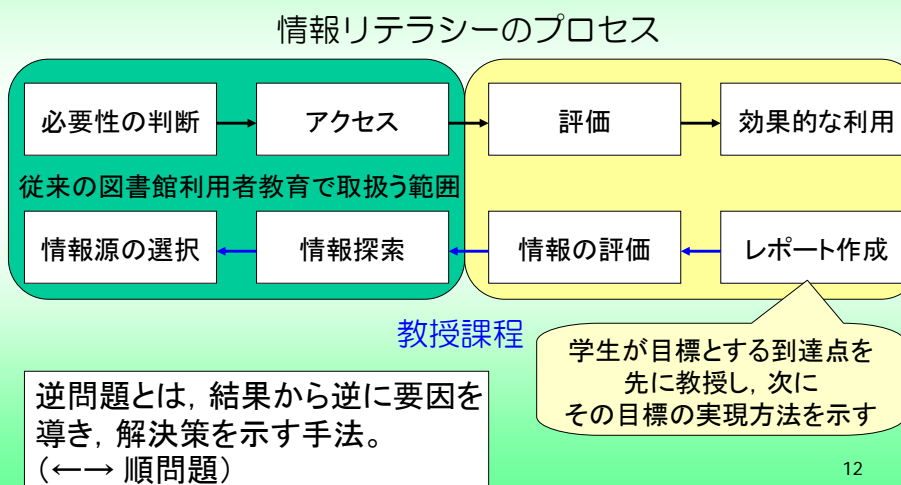 情報リテラシーのプロセス
必要性の判断
アクセス
評価
効果的な利用
従来の図書館利用者教育で取扱う範囲
情報源の選択
情報探索
情報の評価
レポート作成
教授課程
学生が目標とする到達点を
先に教授し, 次に
その目標の実現方法を示す
逆問題とは, 結果から逆に要因を
導き, 解決策を示す手法。
(←→ 順問題)
12